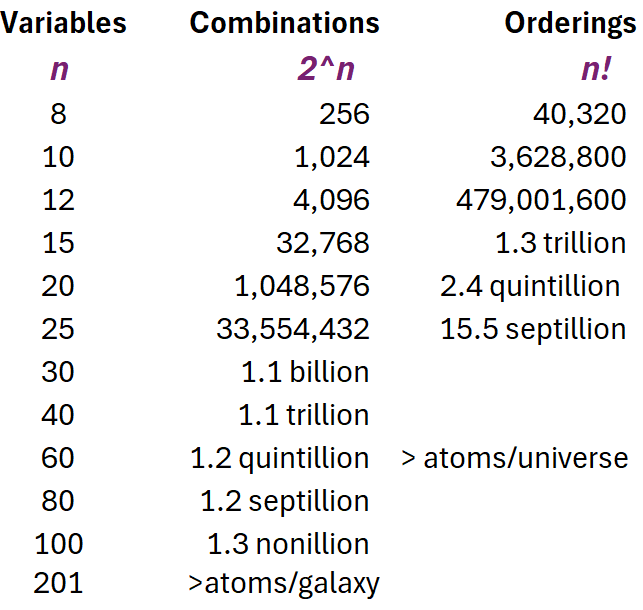 Variables Combinations Orderings
n 2^n n!
8 256 40,320
10 1,024 3,628,800
12 4,096 479,001,600
15 32,768 1.3 trillion
20 1,048,576 2.4 quintillion
25 33,554,432 15.5 septillion
30 1.1 billion
40 1.1 trillion
60 1.2 quintillion > atoms/universe
80 1.2 septillion
100 1.3 nonillion
201 >atoms/galaxy